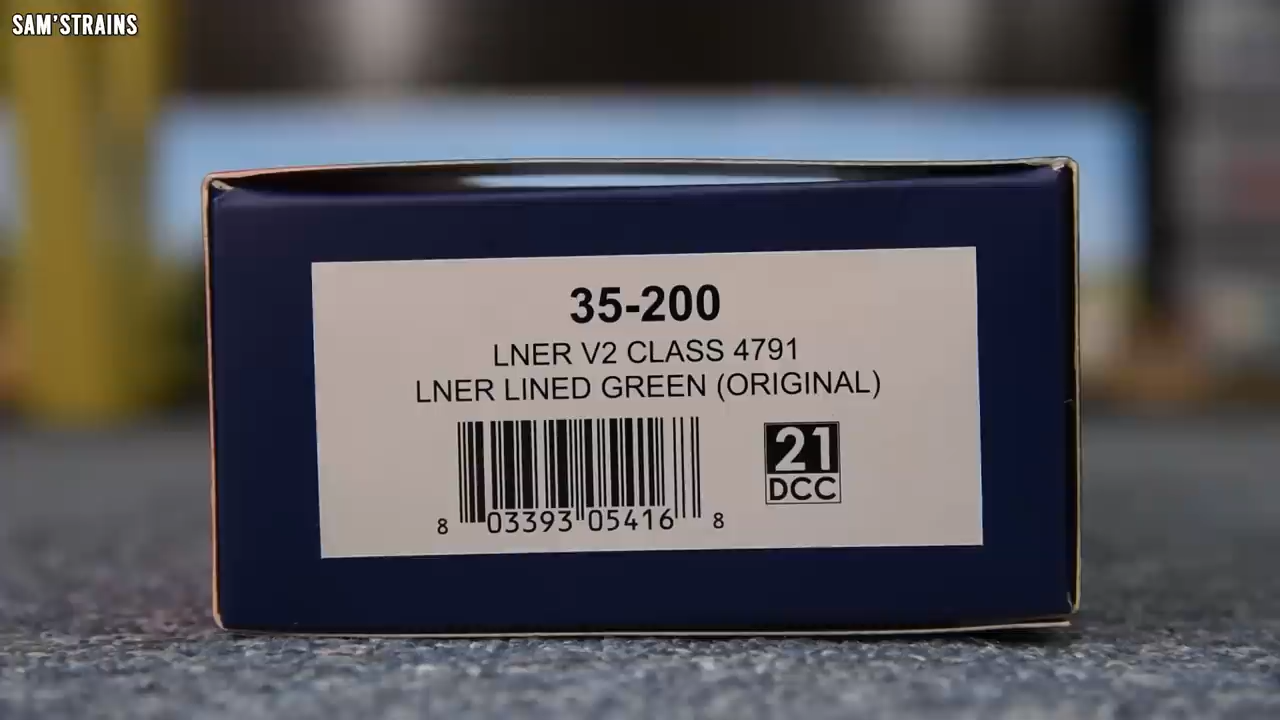 SAM'STRAINS
35-200
LNER V2 CLASS 4791
LNER LINED GREEN (ORIGINAL)
8 03393 05416 8
21
DCC